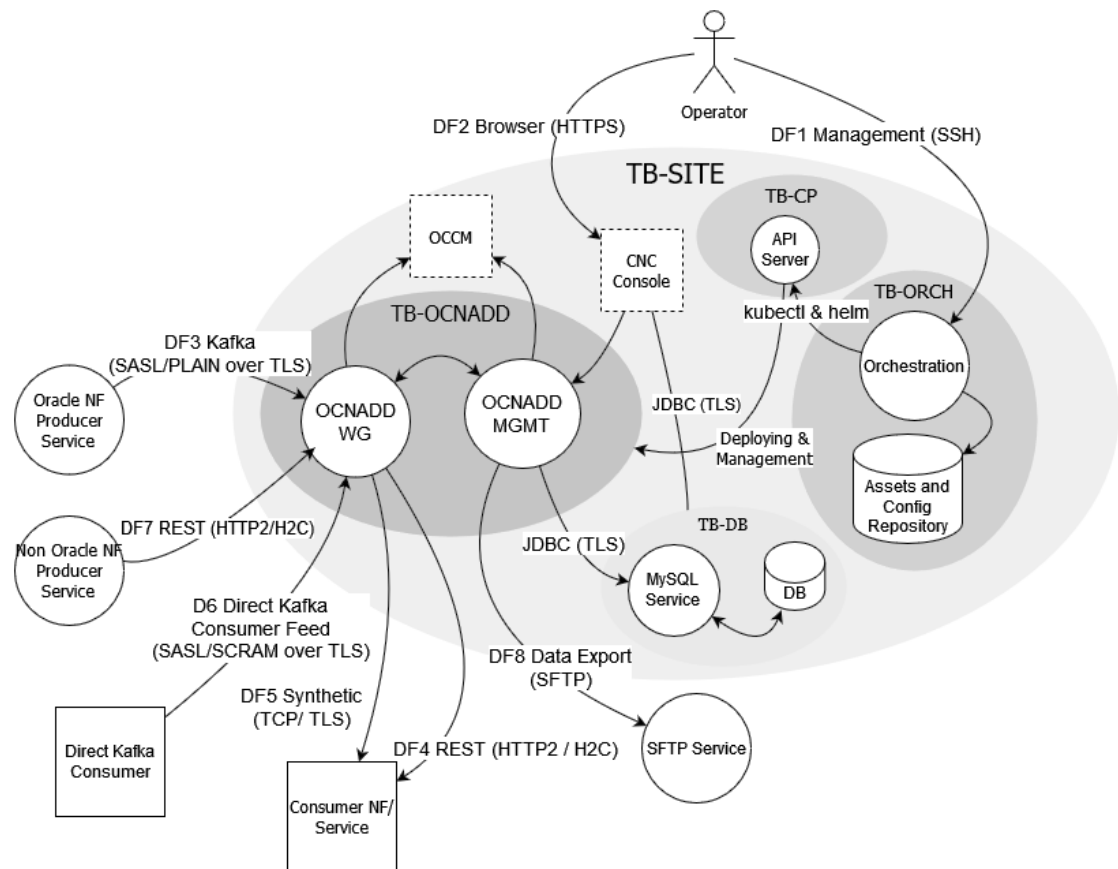 Operator
DF2 Browser (HTTPS)
DF1 Management (SSH)
TB-SITE
TB-CP
API
Server
OCCM
CNC
Console
TB-ORCH
kubectl & helm
Orchestration
TB-OCNADD
DF3 Kafka
(SASL/PLAIN over TLS)
Oracle NF
Producer
Service
OCNADD
WG
OCNADD
MGMT
JDBC (TLS)
Deploying &
Management
Assets and
Config
Repository
DF7 REST (HTTP2/H2C)
Non Oracle NF
Producer
Service
TB-DB
JDBC (TLS)
MySQL
Service
DB
D6 Direct Kafka
Consumer Feed
(SASL/SCRAM over TLS)
DF8 Data Export
(SFTP)
DF5 Synthetic
(TCP/ TLS)
Direct Kafka
Consumer
DF4 REST (HTTP2 / H2C)
SFTP Service
Consumer NF/
Service